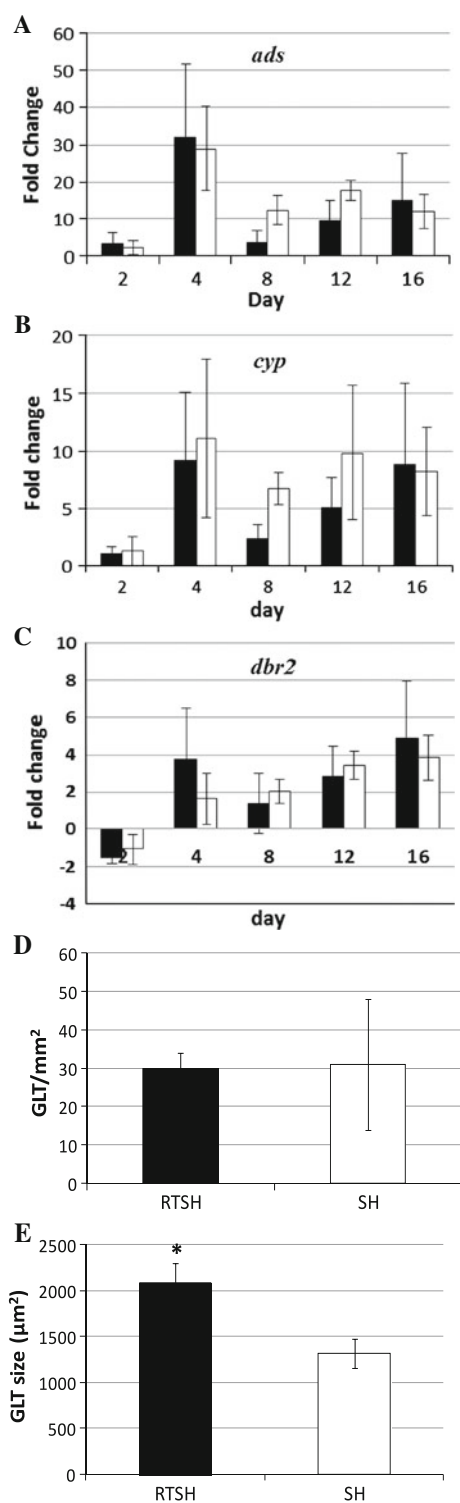 A
ads
Fold Change
60
50
40
30
20
10
0
2 4 8 12 16
Day
B
cyp
Fold change
20
15
10
5
0
2 4 8 12 16
day
C
dbr2
Fold change
10
8
6
4
2
0
-2
-4
2 4 8 12 16
day
D
GLT/mm²
60
50
40
30
20
10
0
RTSH SH
E
*
GLT size (µm²)
2500
2000
1500
1000
500
0
RTSH SH